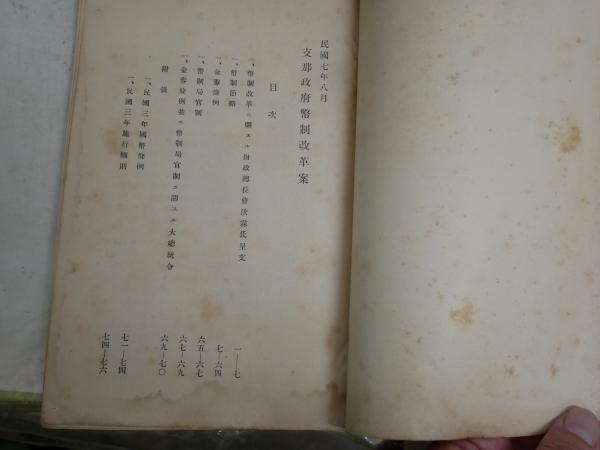 民國七年八月
支那政府幣制改革案
目次
一、幣制改革ニ關スル財政總長曹汝霖氏呈文 一—七
一、幣制節略 七—六四
一、金券條例 六五—六七
一、幣制局官制 六七—六九
一、金券條例並ニ幣制局官制ニ關スル大總統令 六九—七〇
附錄
一、民國三年國幣條例 七一—七四
一、民國三年施行細則 七四—七六